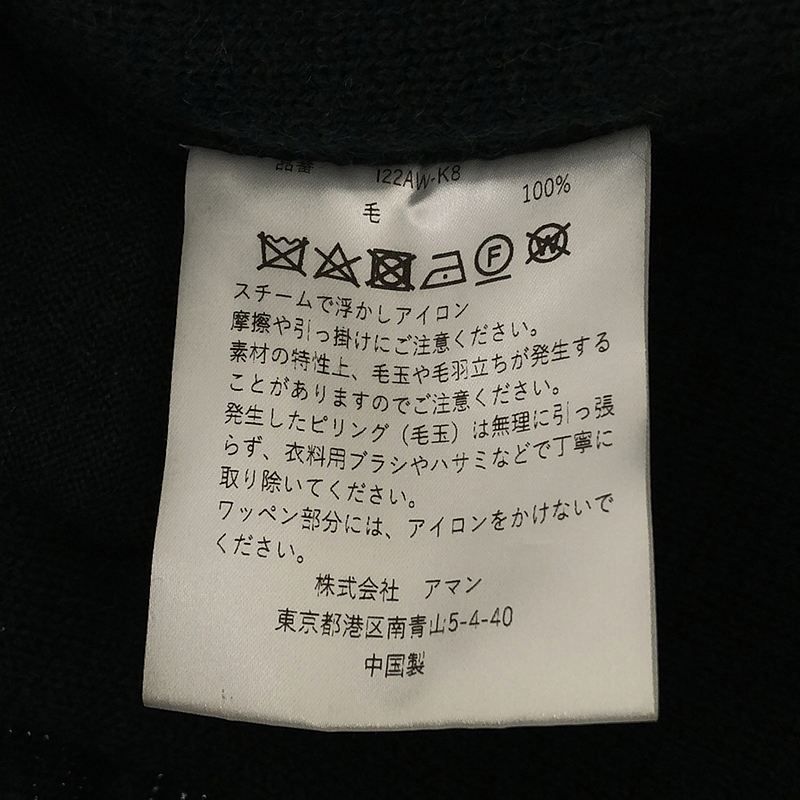 品番 122AW-K8
毛 100%
F W
スチームで浮かしアイロン
摩擦や引っ掛けにご注意ください。
素材の特性上、毛玉や毛羽立ちが発生する
ことがありますのでご注意ください。
発生したピリング（毛玉）は無理に引っ張
らず、衣料用ブラシやハサミなどで丁寧に
取り除いてください。
ワッペン部分には、アイロンをかけないで
ください。
株式会社 アマン
東京都港区南青山5-4-40
中国製